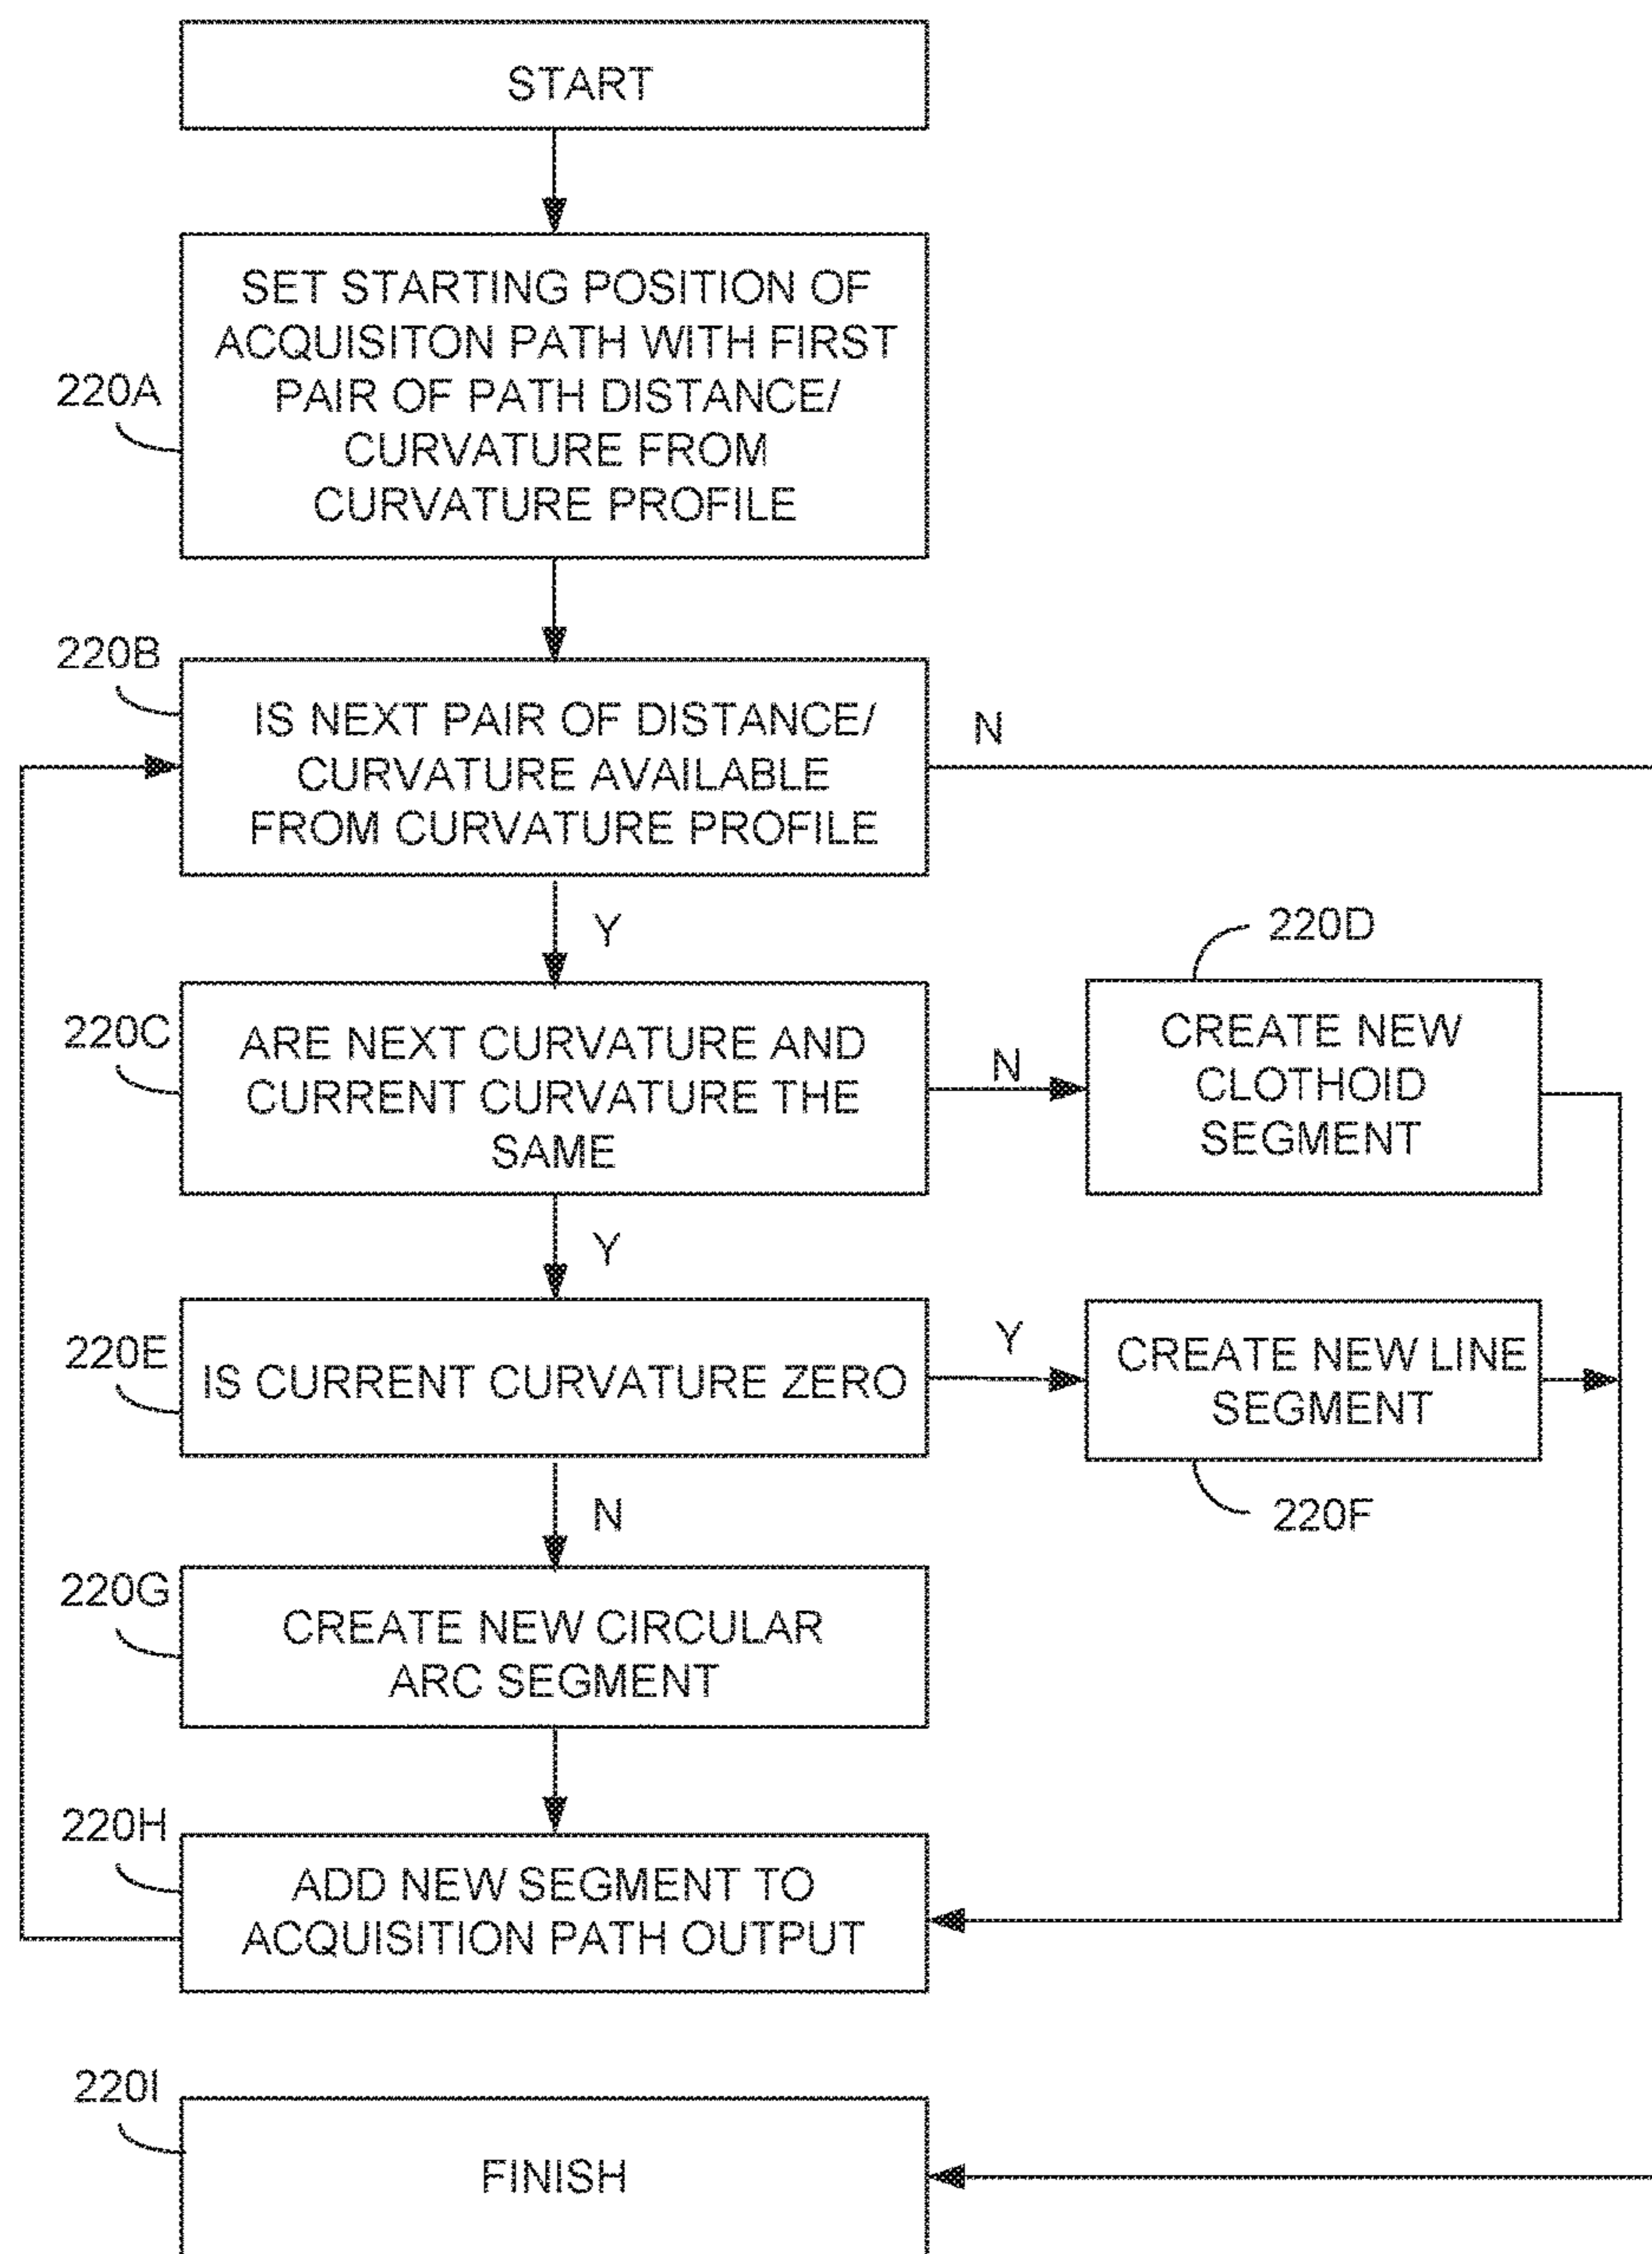 START
220A
SET STARTING POSITION OF
ACQUISITON PATH WITH FIRST
PAIR OF PATH DISTANCE/
CURVATURE FROM
CURVATURE PROFILE
220B
IS NEXT PAIR OF DISTANCE/
CURVATURE AVAILABLE
FROM CURVATURE PROFILE
N
Y
220C
ARE NEXT CURVATURE AND
CURRENT CURVATURE THE
SAME
N
220D
CREATE NEW
CLOTHOID
SEGMENT
Y
220E
IS CURRENT CURVATURE ZERO
Y
CREATE NEW LINE
SEGMENT
220F
N
220G
CREATE NEW CIRCULAR
ARC SEGMENT
220H
ADD NEW SEGMENT TO
ACQUISITION PATH OUTPUT
220I
FINISH